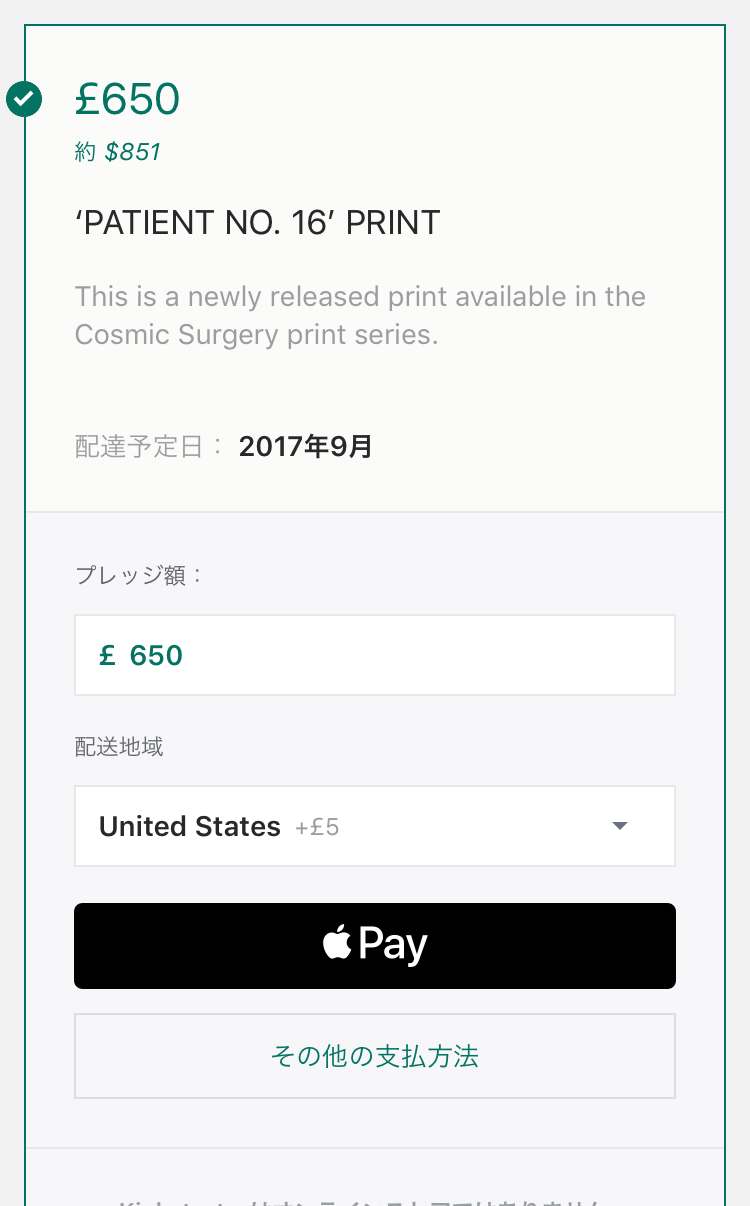 £650
約 $851
‘PATIENT NO. 16’ PRINT
This is a newly released print available in the
Cosmic Surgery print series.
配達予定日： 2017年9月
プレッジ額：
£ 650
配送地域
United States +£5
Pay
その他の支払方法